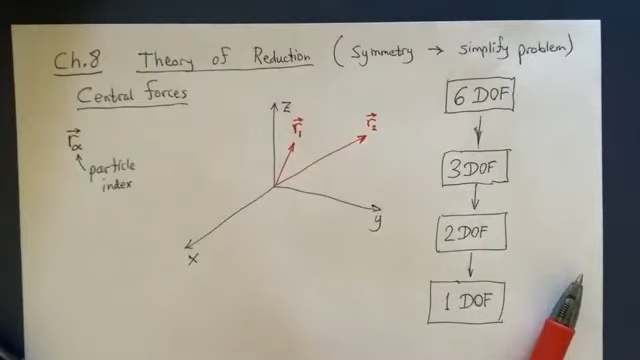 Ch.8 Theory of Reduction (Symmetry → simplify problem)
Central forces
r⃗α
particle
index
z
r⃗1
r⃗2
y
x
6 DOF
3 DOF
2 DOF
1 DOF